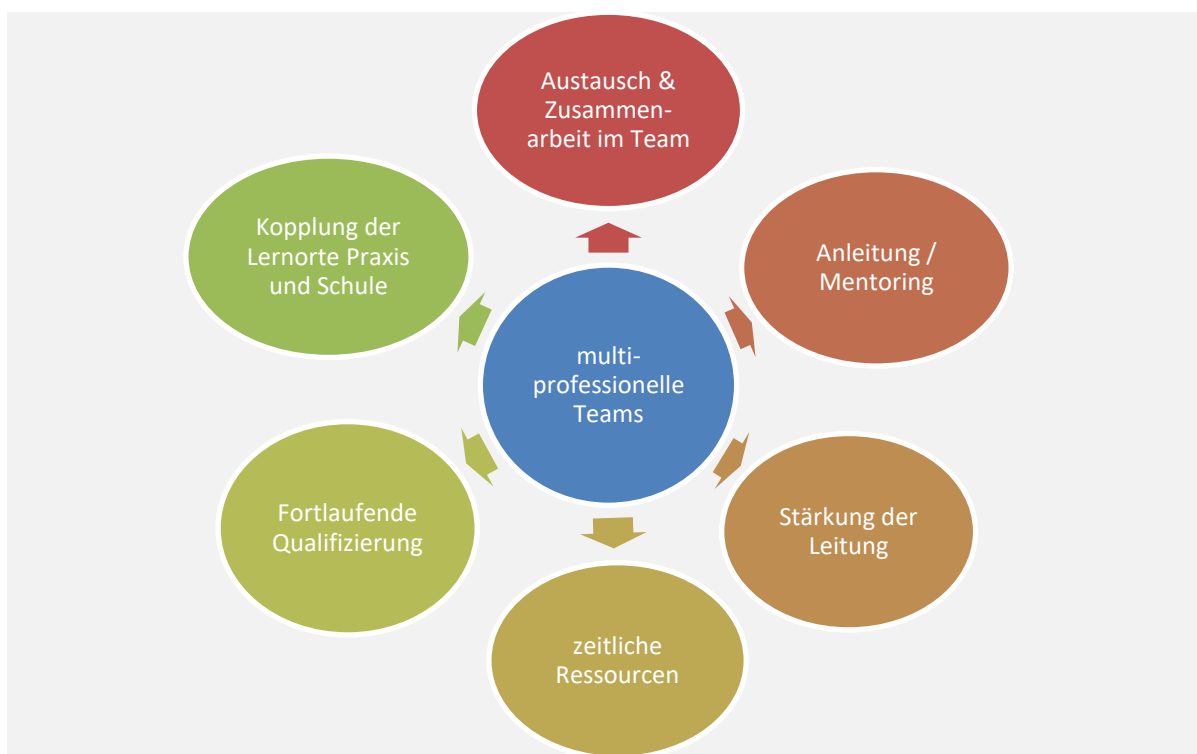 Austausch &
Zusammen-
arbeit im Team
Anleitung /
Mentoring
Stärkung der
Leitung
zeitliche
Ressourcen
Fortlaufende
Qualifizierung
Kopplung der
Lernorte Praxis
und Schule
multi-
professionelle
Teams